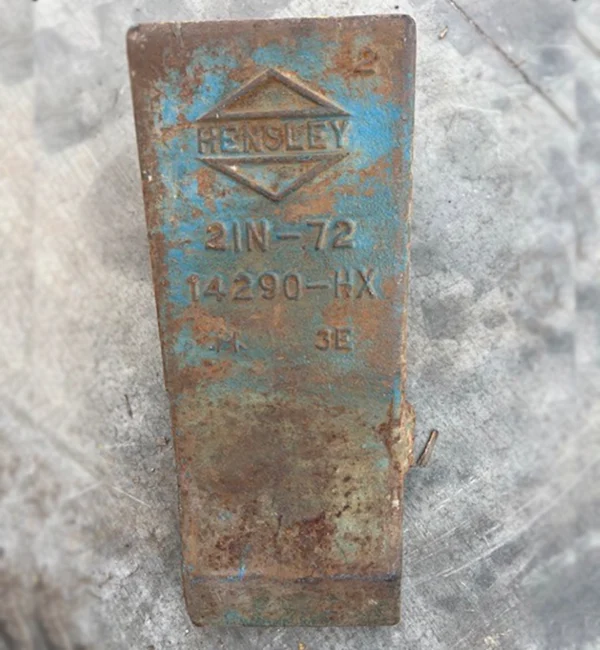 2
HENSLEY
2IN-72
14290-HX
3E